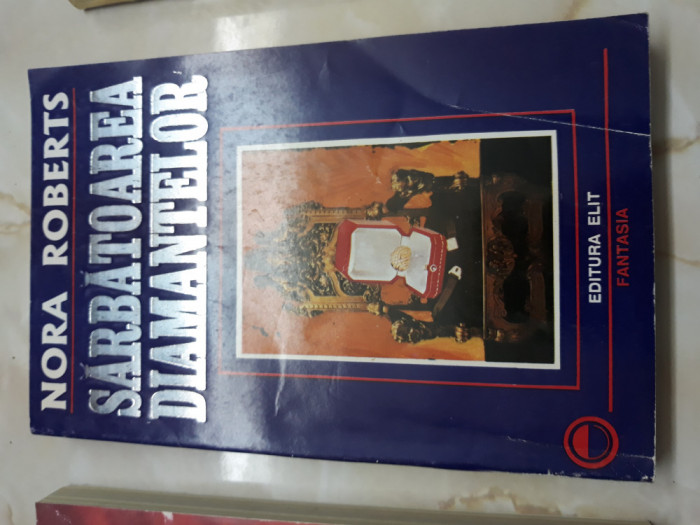 NORA ROBERTS
SĂRBĂTOAREA
DIAMANTELOR
EDITURA ELIT
FANTASIA